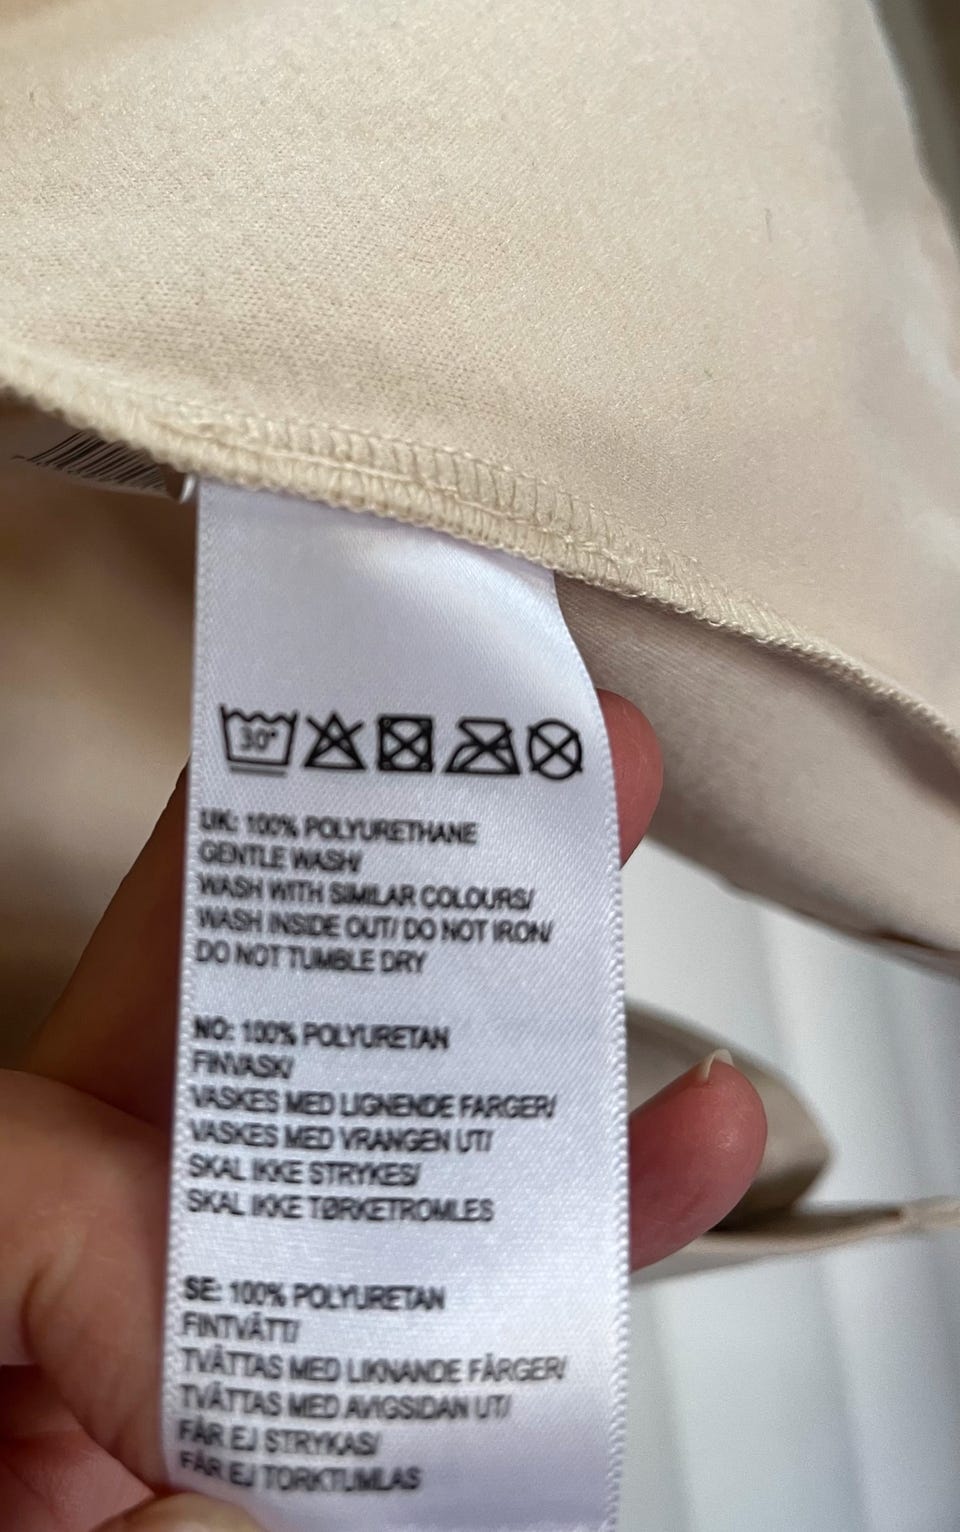 30°
UK: 100% POLYURETHANE
GENTLE WASH/
WASH WITH SIMILAR COLOURS/
WASH INSIDE OUT/ DO NOT IRON/
DO NOT TUMBLE DRY
NO: 100% POLYURETAN
FINVASK/
VASKES MED LIGNENDE FARGER/
VASKES MED VRANGEN UT/
SKAL IKKE STRYKES/
SKAL IKKE TØRKETROMLES
SE: 100% POLYURETAN
FINTVÄTT/
TVÄTTAS MED LIKNANDE FÄRGER/
TVÄTTAS MED AVIGSIDAN UT/
FÅR EJ STRYKAS/
FÅR EJ TORKTUMLAS